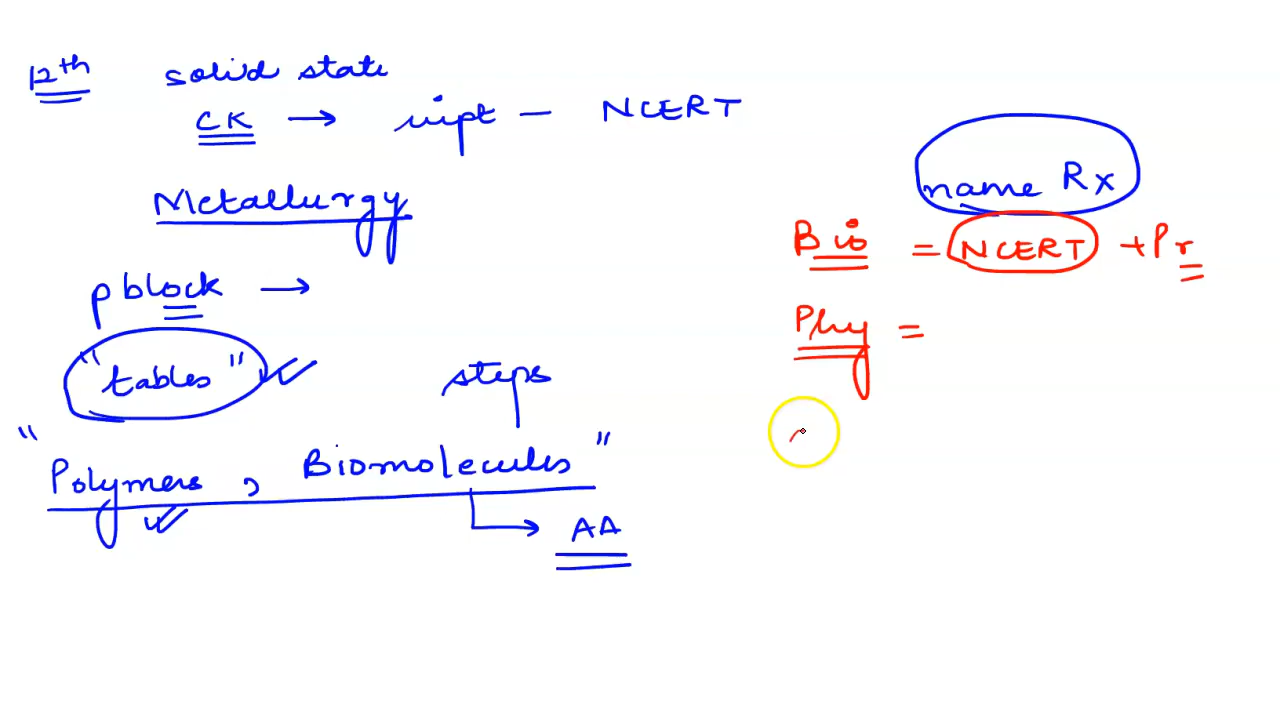 12th solid state
CK → impt — NCERT
Metallurgy
p block →
"tables"
steps
"Polymers, Biomolecules"
→ AA
name Rx
Bio = NCERT + Pr
Phy =